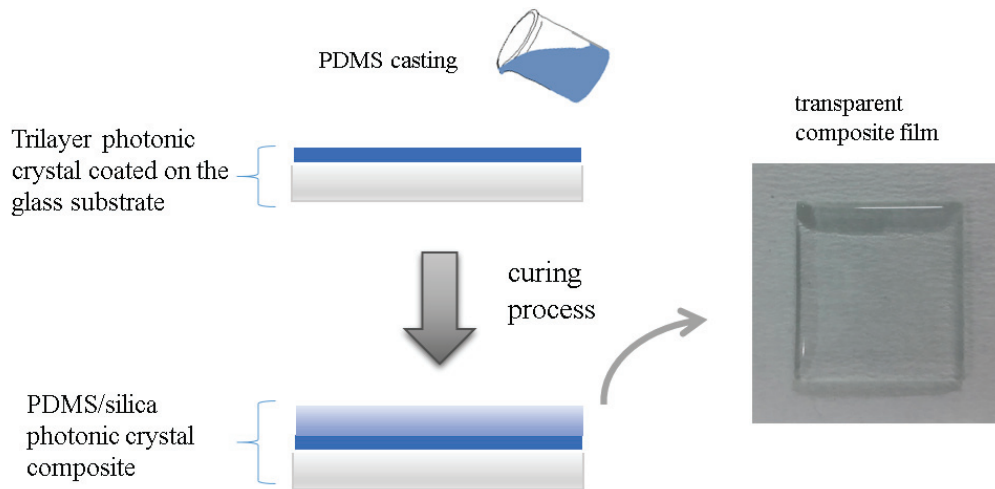 PDMS casting
Trilayer photonic
crystal coated on the
glass substrate
transparent
composite film
curing
process
PDMS/silica
photonic crystal
composite